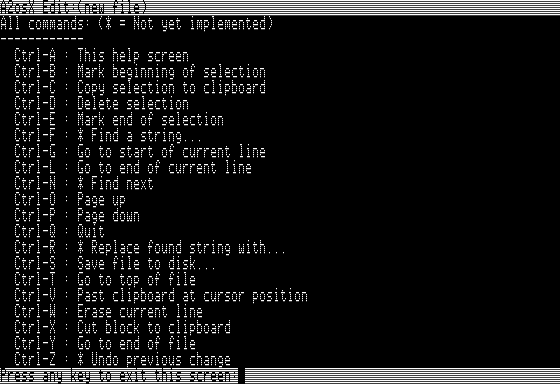 A2osX Edit:(new file)
All commands: (* = Not yet implemented)
------------
Ctrl-A : This help screen
Ctrl-B : Mark beginning of selection
Ctrl-C : Copy selection to clipboard
Ctrl-D : Delete selection
Ctrl-E : Mark end of selection
Ctrl-F : * Find a string...
Ctrl-G : Go to start of current line
Ctrl-L : Go to end of current line
Ctrl-N : * Find next
Ctrl-O : Page up
Ctrl-P : Page down
Ctrl-Q : Quit
Ctrl-R : * Replace found string with...
Ctrl-S : Save file to disk...
Ctrl-T : Go to top of file
Ctrl-V : Past clipboard at cursor position
Ctrl-W : Erase current line
Ctrl-X : Cut block to clipboard
Ctrl-Y : Go to end of file
Ctrl-Z : * Undo previous change
Press any key to exit this screen: